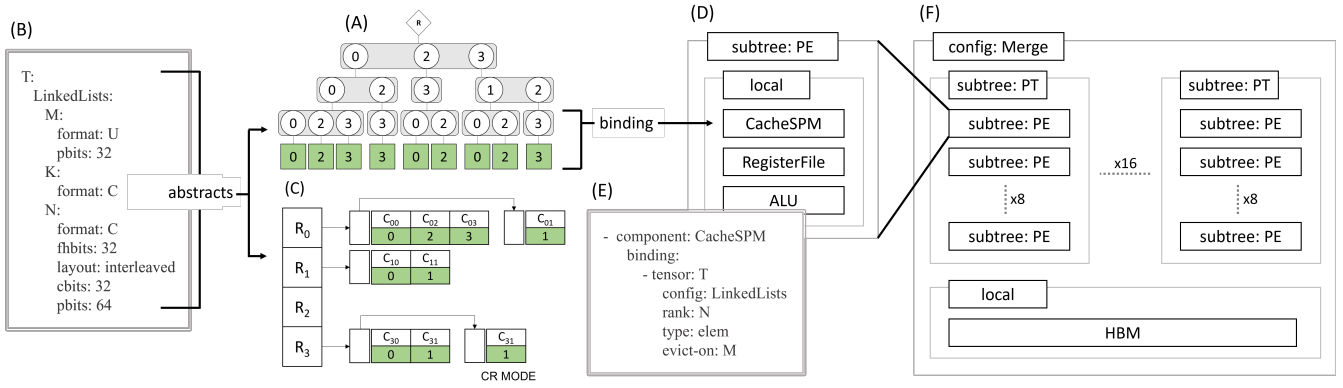 (B)
T:
LinkedLists:
M:
format: U
pbits: 32
K:
format: C
N:
format: C
fhbits: 32
layout: interleaved
cbits: 32
pbits: 64
abstracts
(A)
R
0 2 3
0 2 3 1 2
0 2 3 3 0 2 0 2 3
0 2 3 3 0 2 0 2 3
binding
(C)
R0
C00 C02 C03 C01
0 2 3 1
R1
C10 C11
0 1
R2
R3
C30 C31 C31
0 1 1
CR MODE
(D)
subtree: PE
local
CacheSPM
RegisterFile
ALU
(E)
- component: CacheSPM
binding:
- tensor: T
config: LinkedLists
rank: N
type: elem
evict-on: M
(F)
config: Merge
subtree: PT
subtree: PE
subtree: PE
x8
subtree: PE
x16
subtree: PT
subtree: PE
subtree: PE
x8
subtree: PE
local
HBM